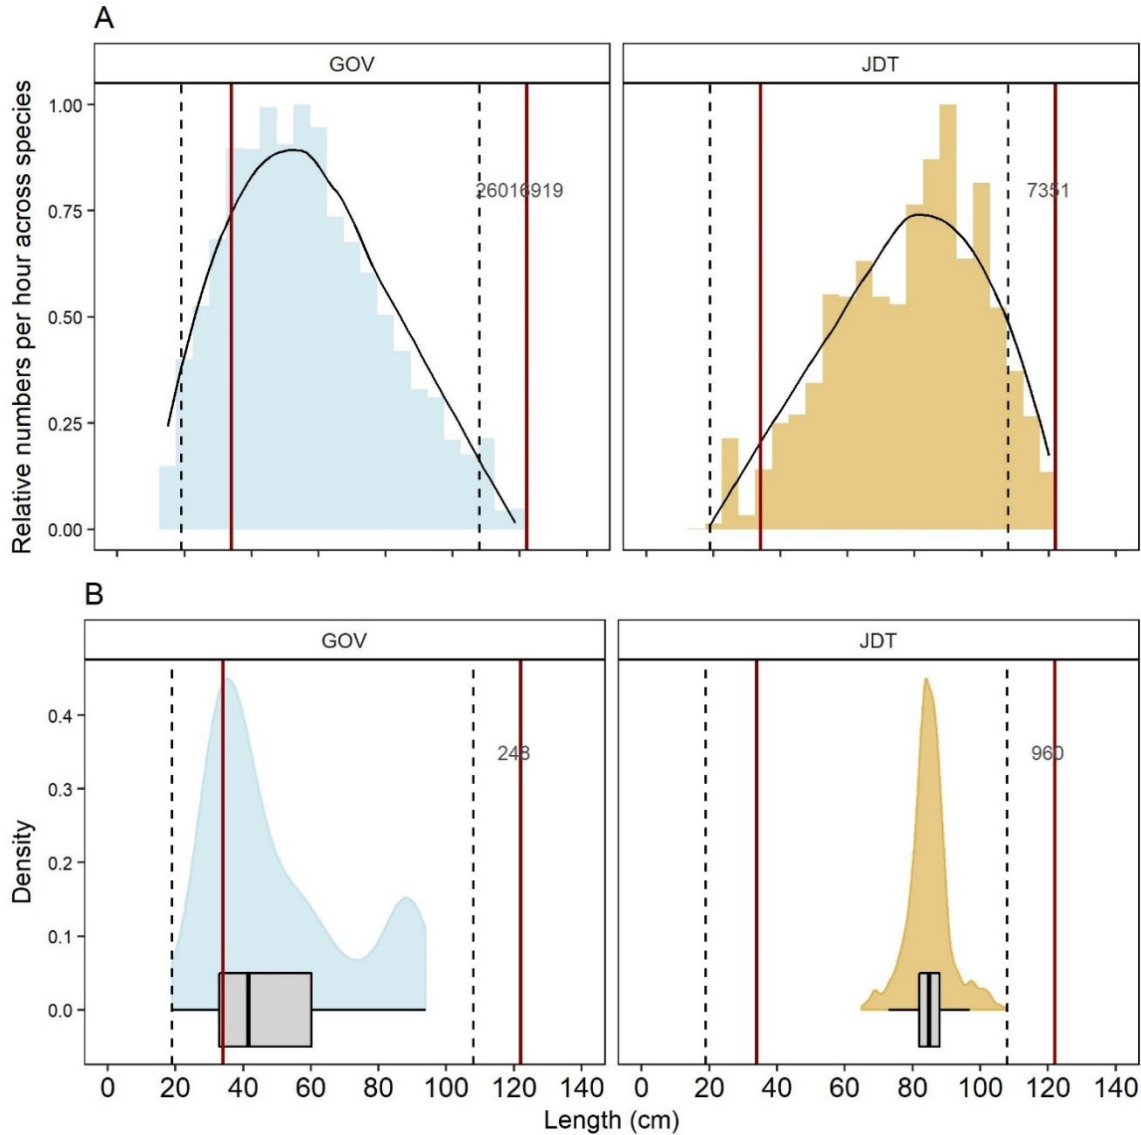 A
GOV
JDT
Relative numbers per hour across species
1.00
0.75
0.50
0.25
0.00
26016919
7351
B
GOV
JDT
Density
0.4
0.3
0.2
0.1
0.0
248
960
0 20 40 60 80 100 120 140
0 20 40 60 80 100 120 140
Length (cm)